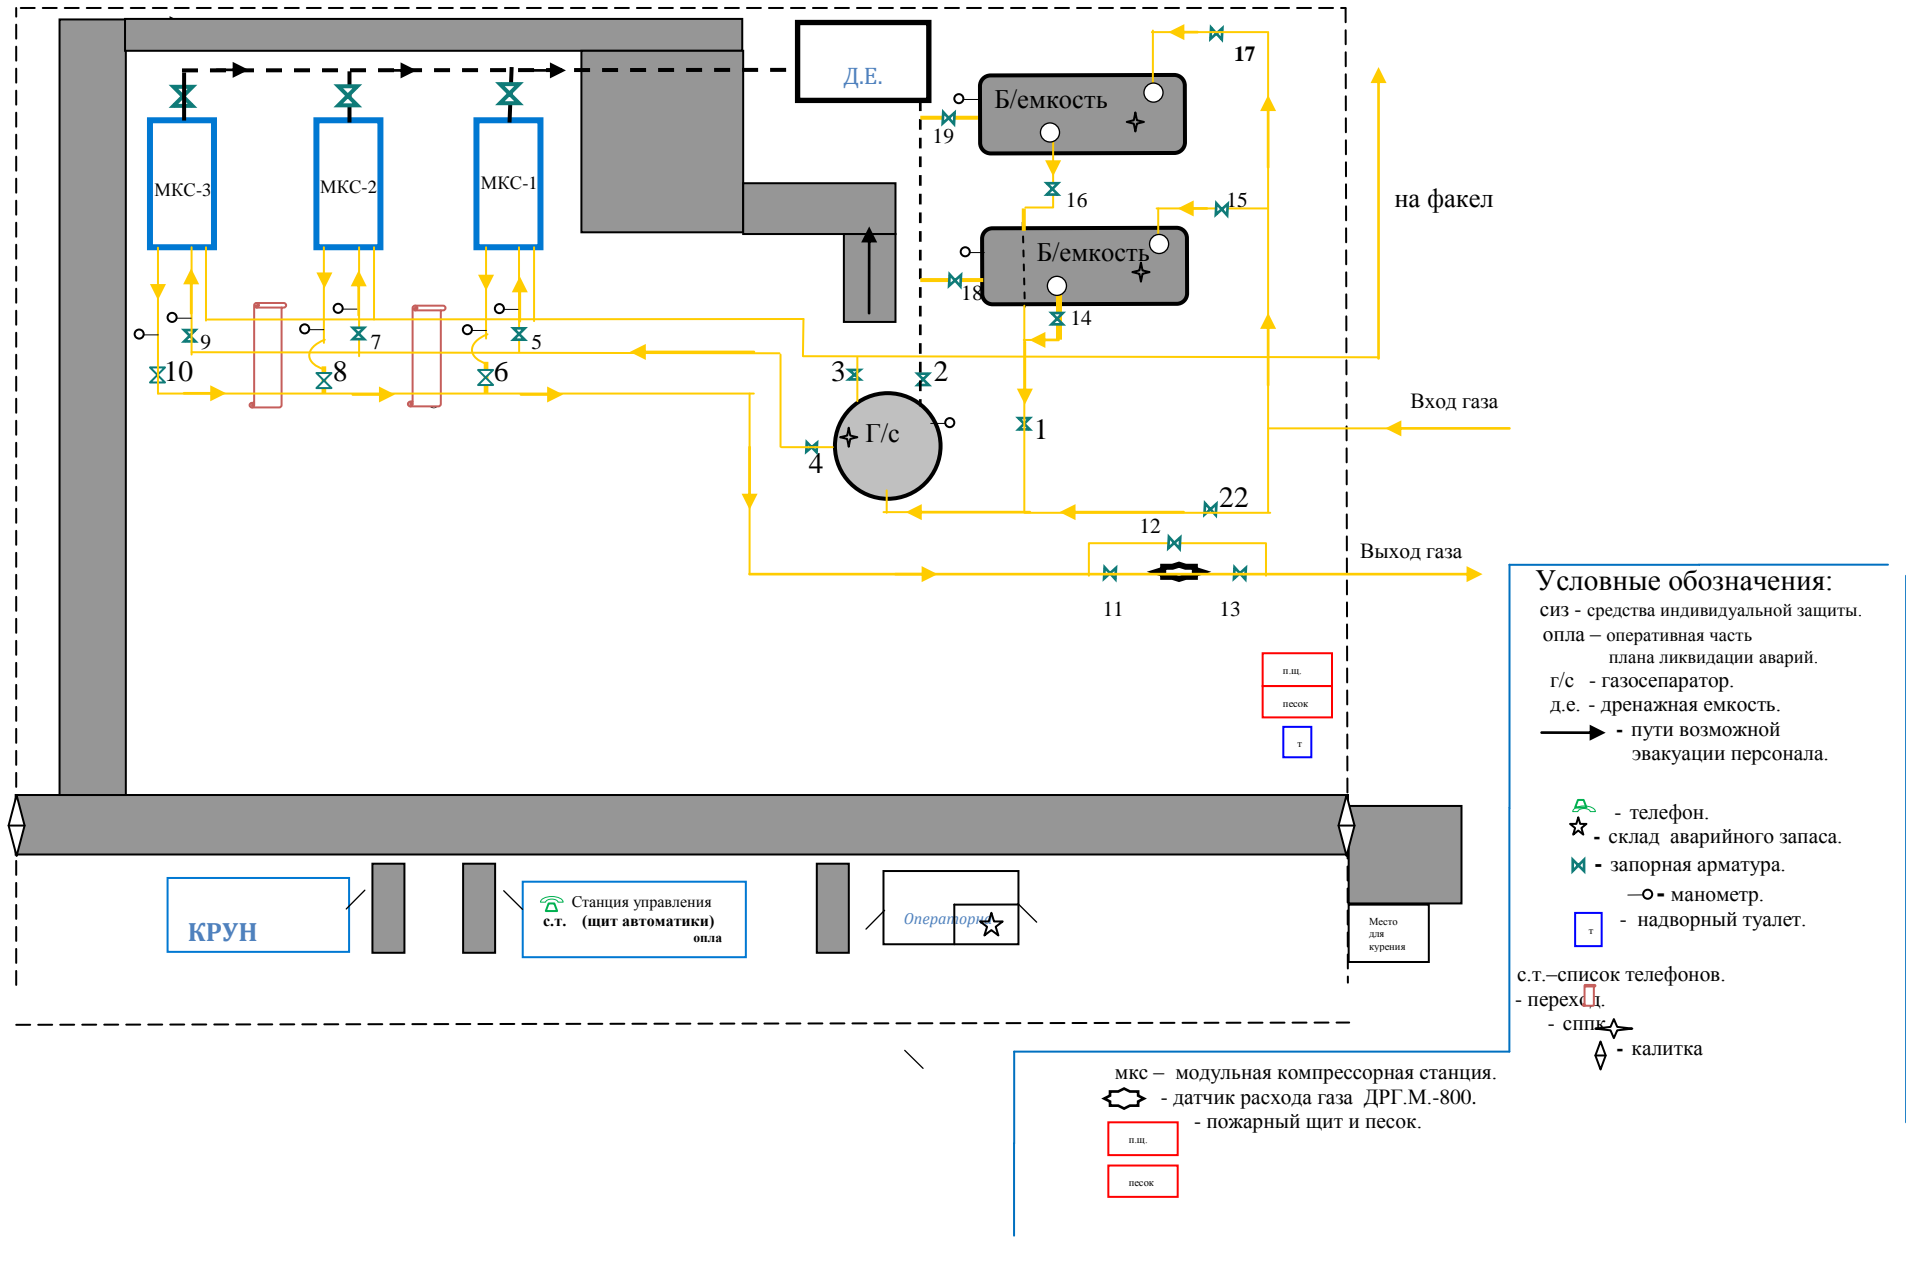 Д.Е.
17
Б/емкость
19
16
15
на факел
МКС-3
МКС-2
МКС-1
Б/емкость
18
14
9
7
5
10
8
6
3
2
Вход газа
Г/с
1
4
22
12
Выход газа
11
13
п.щ.
песок
т
КРУН
Станция управления
с.т. (щит автоматики)
опла
Место
для
курения
Условные обозначения:
сиз - средства индивидуальной защиты.
опла – оперативная часть
плана ликвидации аварий.
г/с - газосепаратор.
д.е. - дренажная емкость.
- пути возможной
эвакуации персонала.
- телефон.
- склад аварийного запаса.
- запорная арматура.
- манометр.
т - надворный туалет.
с.т.–список телефонов.
- переход.
- сппк
- калитка
мкс – модульная компрессорная станция.
- датчик расхода газа ДРГ.М.-800.
- пожарный щит и песок.
п.щ.
песок